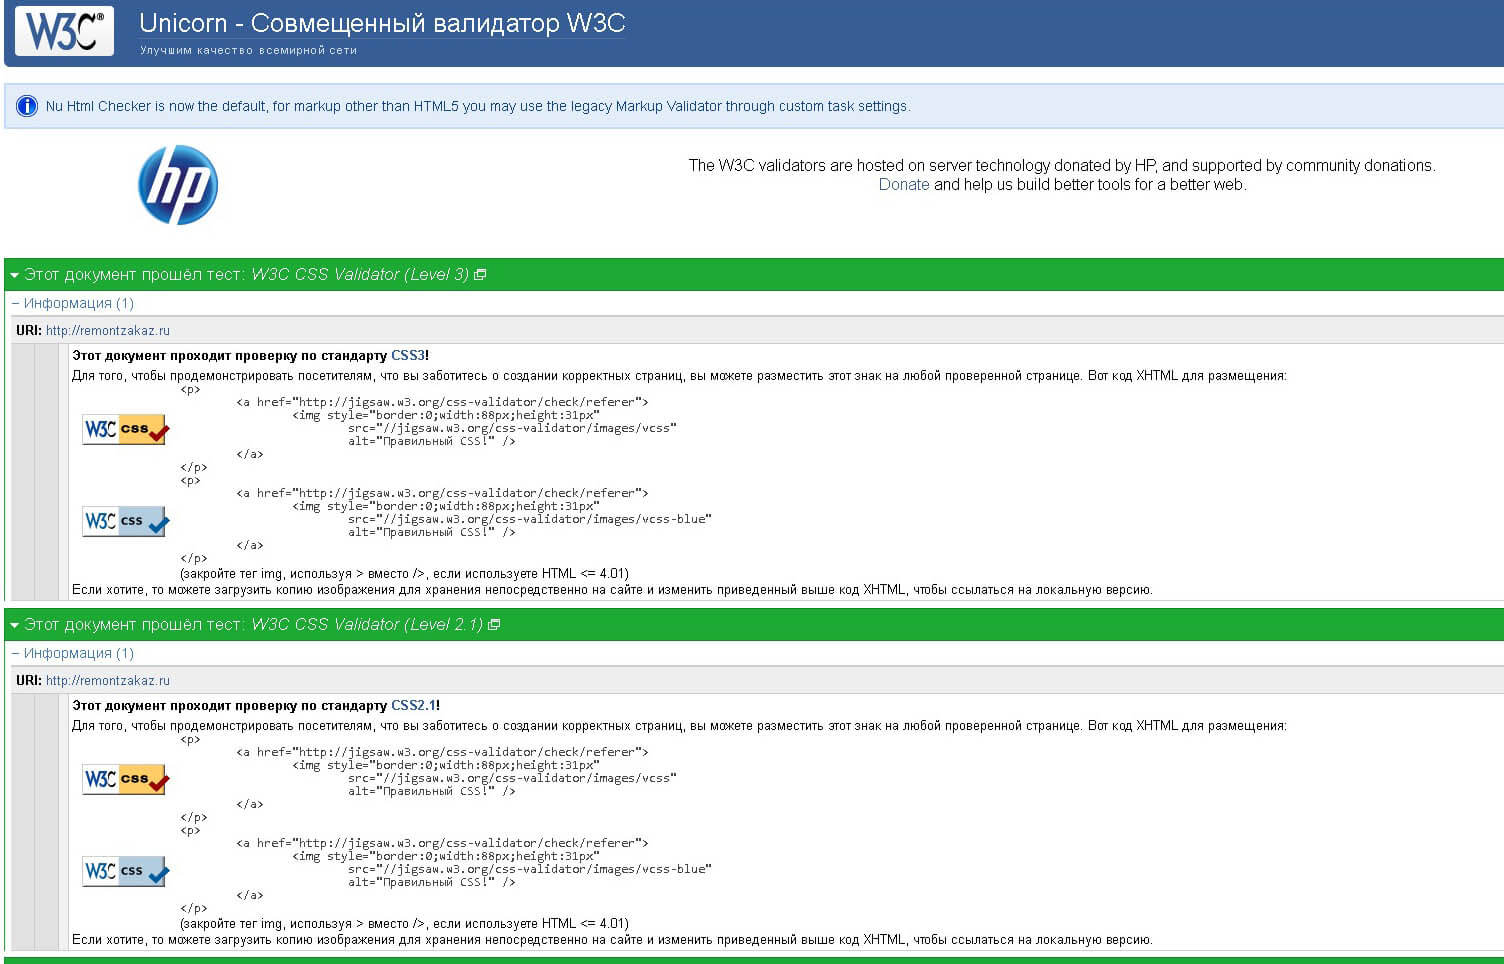 W3C®
Unicorn - Совмещенный валидатор W3C
Улучшим качество всемирной сети
Nu Html Checker is now the default, for markup other than HTML5 you may use the legacy Markup Validator through custom task settings.
hp
The W3C validators are hosted on server technology donated by HP, and supported by community donations.
Donate and help us build better tools for a better web.
Этот документ прошёл тест: W3C CSS Validator (Level 3)
– Информация (1)
URI: http://remontzakaz.ru
Этот документ проходит проверку по стандарту CSS3!
Для того, чтобы продемонстрировать посетителям, что вы заботитесь о создании корректных страниц, вы можете разместить этот знак на любой проверенной странице. Вот код XHTML для размещения:
<p>
<a href="http://jigsaw.w3.org/css-validator/check/referer">
<img style="border:0;width:88px;height:31px"
W3C css
src="//jigsaw.w3.org/css-validator/images/vcss"
alt="Правильный CSS!" />
</a>
</p>
<p>
<a href="http://jigsaw.w3.org/css-validator/check/referer">
<img style="border:0;width:88px;height:31px"
W3C css
src="//jigsaw.w3.org/css-validator/images/vcss-blue"
alt="Правильный CSS!" />
</a>
</p>
(закройте тег img, используя > вместо />, если используете HTML <= 4.01)
Если хотите, то можете загрузить копию изображения для хранения непосредственно на сайте и изменить приведенный выше код XHTML, чтобы ссылаться на локальную версию.
Этот документ прошёл тест: W3C CSS Validator (Level 2.1)
– Информация (1)
URI: http://remontzakaz.ru
Этот документ проходит проверку по стандарту CSS2.1!
Для того, чтобы продемонстрировать посетителям, что вы заботитесь о создании корректных страниц, вы можете разместить этот знак на любой проверенной странице. Вот код XHTML для размещения:
<p>
<a href="http://jigsaw.w3.org/css-validator/check/referer">
<img style="border:0;width:88px;height:31px"
W3C css
src="//jigsaw.w3.org/css-validator/images/vcss"
alt="Правильный CSS!" />
</a>
</p>
<p>
<a href="http://jigsaw.w3.org/css-validator/check/referer">
<img style="border:0;width:88px;height:31px"
W3C css
src="//jigsaw.w3.org/css-validator/images/vcss-blue"
alt="Правильный CSS!" />
</a>
</p>
(закройте тег img, используя > вместо />, если используете HTML <= 4.01)
Если хотите, то можете загрузить копию изображения для хранения непосредственно на сайте и изменить приведенный выше код XHTML, чтобы ссылаться на локальную версию.